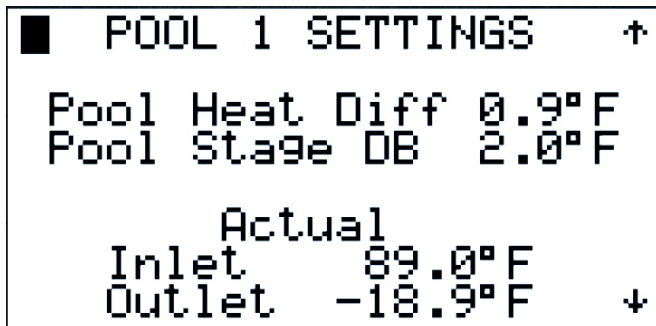 POOL 1 SETTINGS ↑
Pool Heat Diff 0.9°F
Pool Stage DB 2.0°F
Actual
Inlet 89.0°F
Outlet -18.9°F ↓